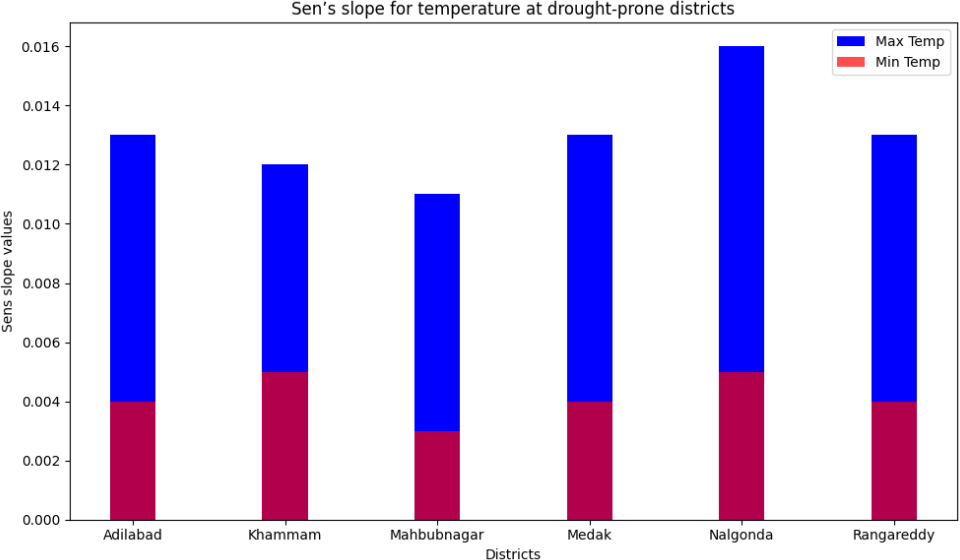 Sen’s slope for temperature at drought-prone districts
Max Temp
Min Temp
0.016
0.014
0.012
0.010
0.008
0.006
0.004
0.002
0.000
Sens slope values
Adilabad Khammam Mahbubnagar Medak Nalgonda Rangareddy
Districts